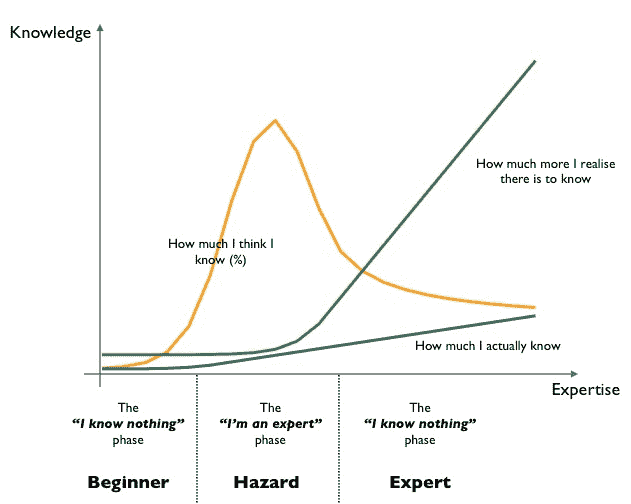 Knowledge
How much more I realise
there is to know
How much I think I
know (%)
How much I actually know
Expertise
The
“I know nothing”
phase
The
“I’m an expert”
phase
The
“I know nothing”
phase
Beginner
Hazard
Expert